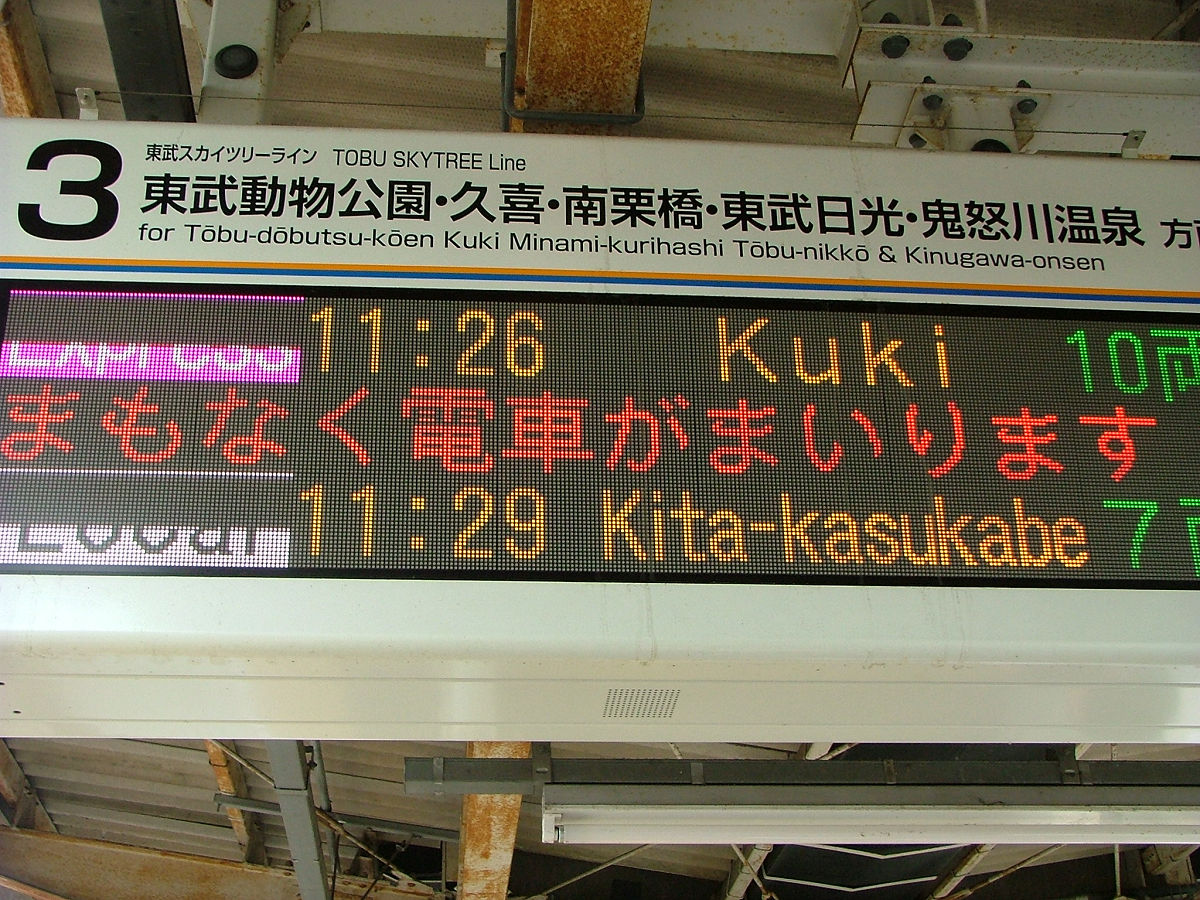 3
東武スカイツリーライン TOBU SKYTREE Line
東武動物公園・久喜・南栗橋・東武日光・鬼怒川温泉
for Tōbu-dōbutsu-kōen Kuki Minami-kurihashi Tōbu-nikkō & Kinugawa-onsen
11:26 Kuki 10両
まもなく電車がまいります
11:29 Kita-kasukabe 7